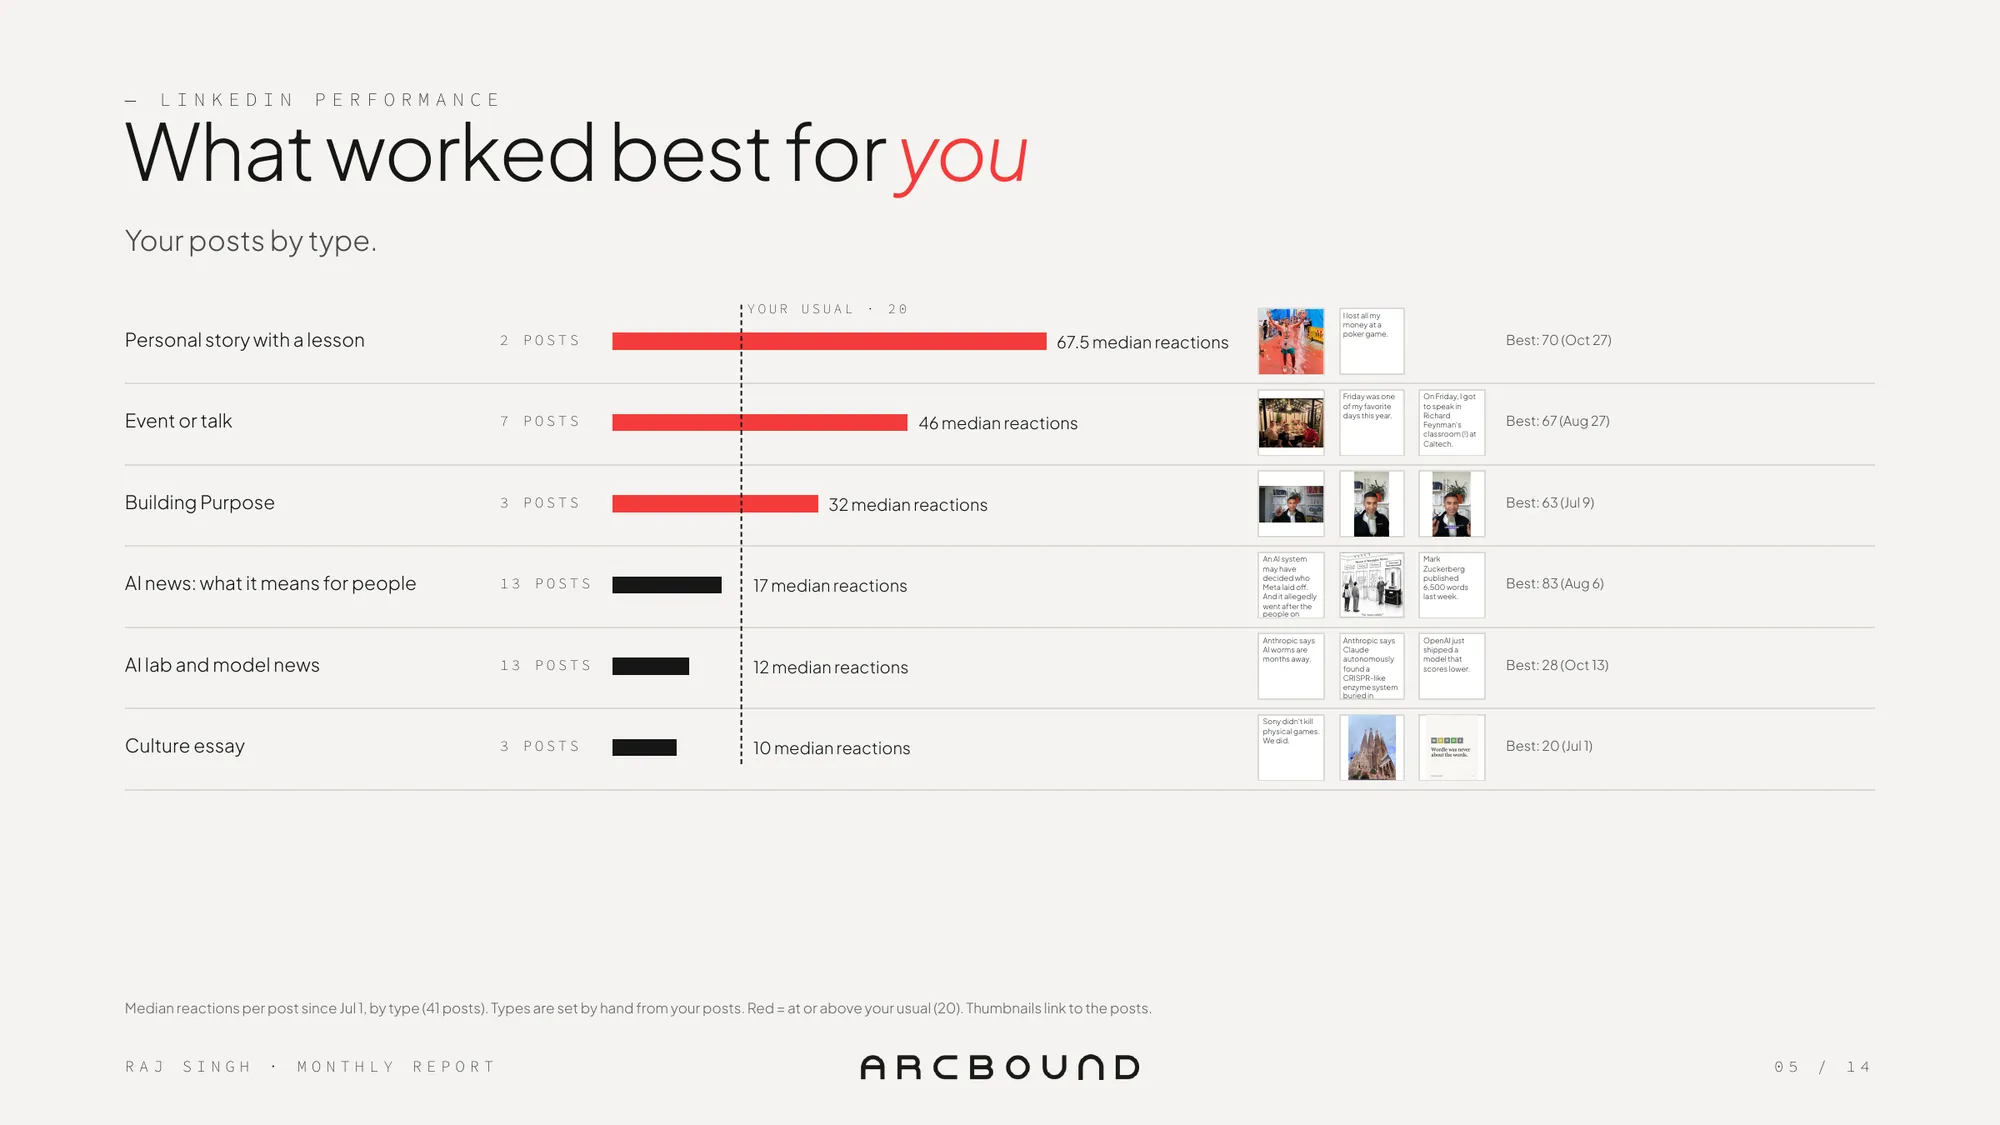 — LINKEDIN PERFORMANCE
What worked best for you
Your posts by type.
YOUR USUAL · 20
Personal story with a lesson
2 POSTS
67.5 median reactions
I lost all my
money at a
poker game.
Best: 70 (Oct 27)
Event or talk
7 POSTS
46 median reactions
Friday was one
of my favorite
days this year.
On Friday, I got
to speak in
Richard
Feynman's
classroom (!) at
Caltech.
Best: 67 (Aug 27)
Building Purpose
3 POSTS
32 median reactions
Best: 63 (Jul 9)
AI news: what it means for people
13 POSTS
17 median reactions
An AI system
may have
decided who
Meta laid off.
And it allegedly
went after the
people on
Mark
Zuckerberg
published
6,500 words
last week.
Best: 83 (Aug 6)
AI lab and model news
13 POSTS
12 median reactions
Anthropic says
AI worms are
months away.
Anthropic says
Claude
autonomously
found a
CRISPR-like
enzyme system
buried in
OpenAI just
shipped a
model that
scores lower.
Best: 28 (Oct 13)
Culture essay
3 POSTS
10 median reactions
Sony didn't kill
physical games.
We did.
Wordle was never
about the words.
Best: 20 (Jul 1)
Median reactions per post since Jul 1, by type (41 posts). Types are set by hand from your posts. Red = at or above your usual (20). Thumbnails link to the posts.
RAJ SINGH · MONTHLY REPORT
ARCBOUND
05 / 14